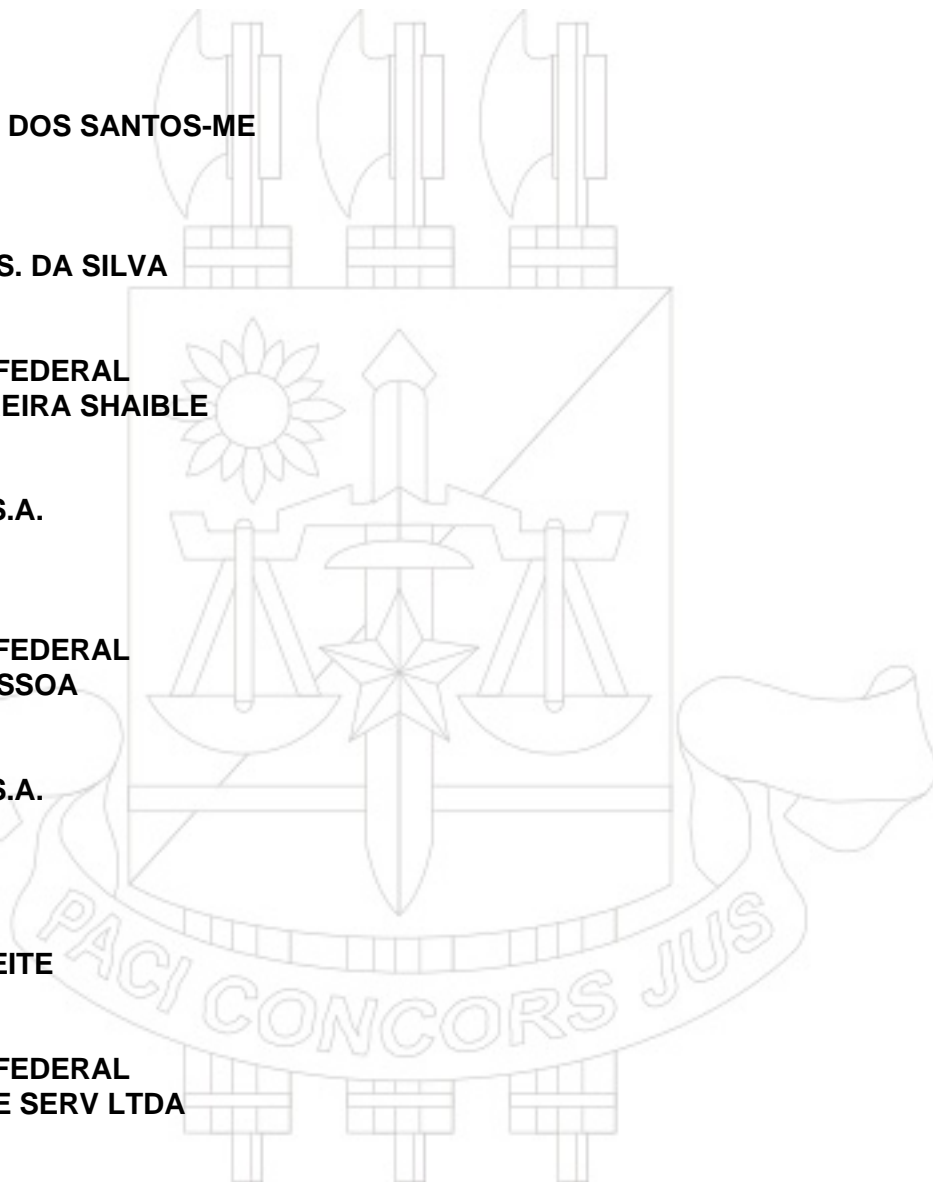 DOS SANTOS-ME
S. DA SILVA
FEDERAL
EIRA SHAIBLE
S.A.
FEDERAL
SSOA
S.A.
EITE
PACI CONCORS JUS
FEDERAL
E SERV LTDA